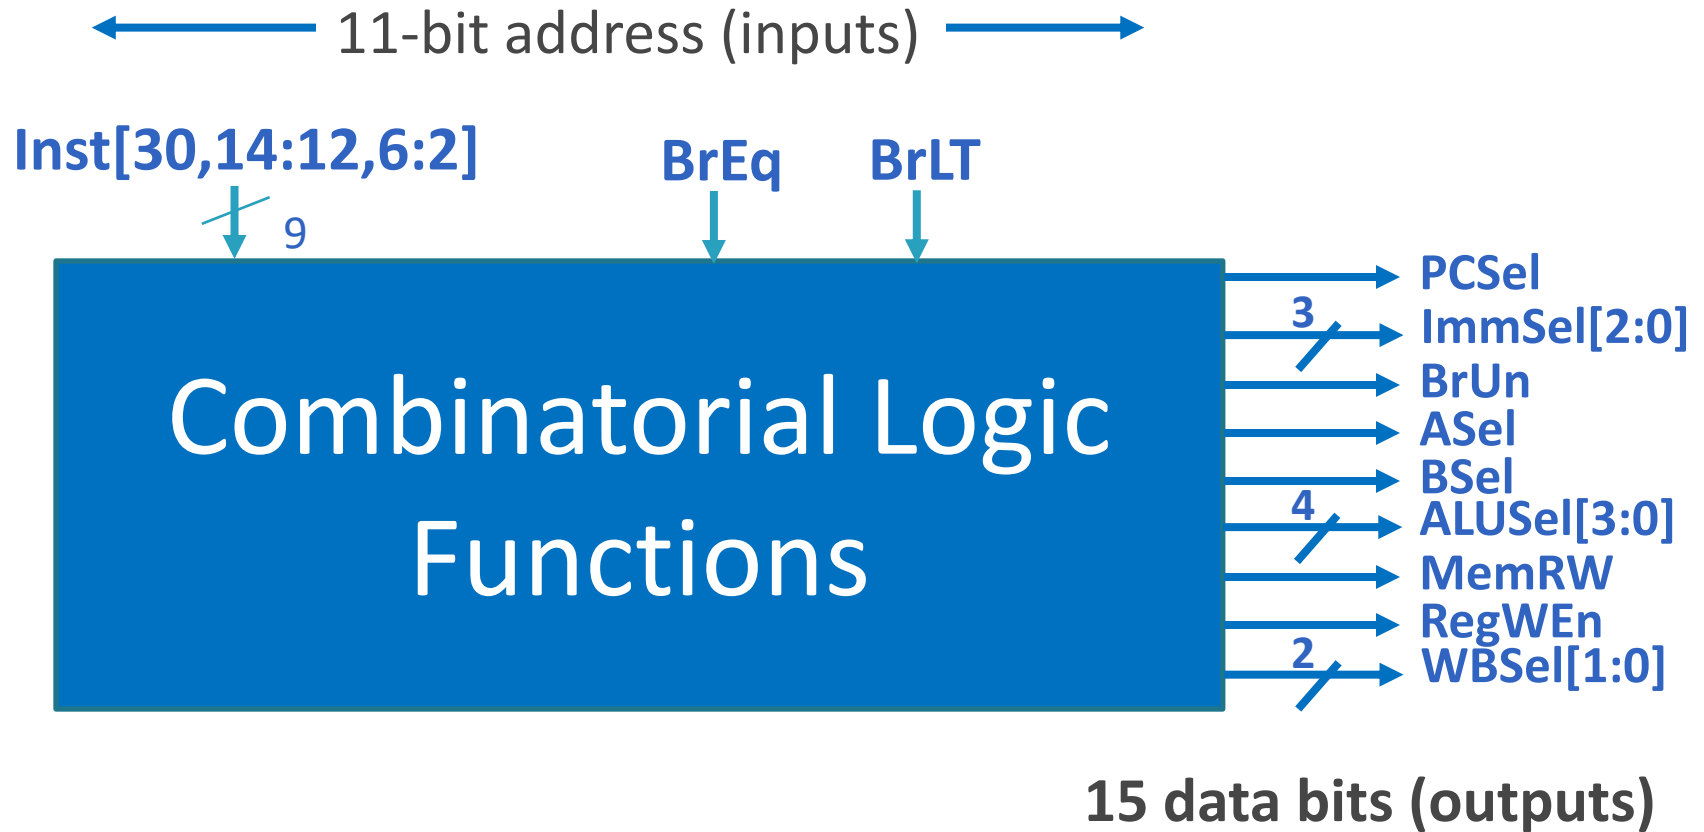 11-bit address (inputs)
Inst[30,14:12,6:2]
BrEq
BrLT
9
Combinatorial Logic
Functions
PCSel
3
ImmSel[2:0]
BrUn
ASel
BSel
4
ALUSel[3:0]
MemRW
RegWEn
2
WBSel[1:0]
15 data bits (outputs)